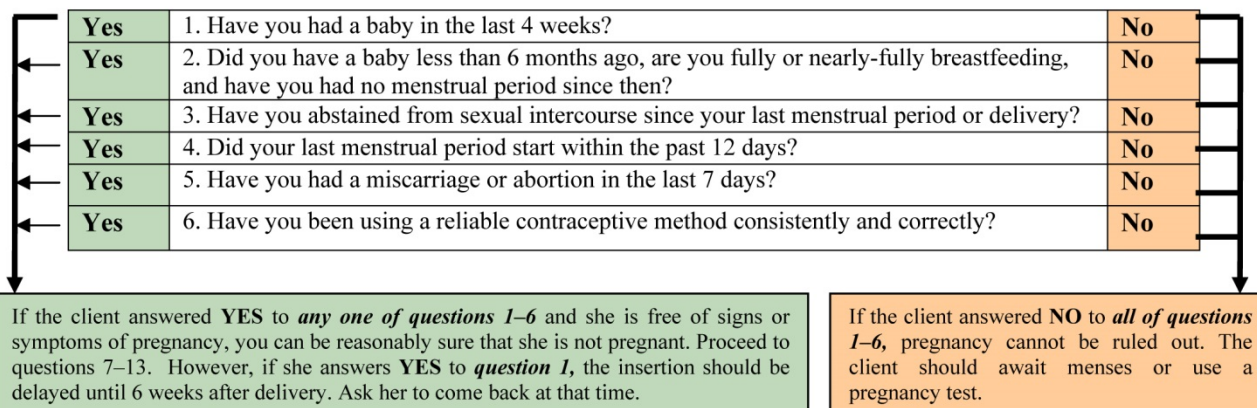 Yes 1. Have you had a baby in the last 4 weeks? No
Yes 2. Did you have a baby less than 6 months ago, are you fully or nearly-fully breastfeeding, No
and have you had no menstrual period since then?
Yes 3. Have you abstained from sexual intercourse since your last menstrual period or delivery? No
Yes 4. Did your last menstrual period start within the past 12 days? No
Yes 5. Have you had a miscarriage or abortion in the last 7 days? No
Yes 6. Have you been using a reliable contraceptive method consistently and correctly? No
If the client answered YES to any one of questions 1–6 and she is free of signs or
symptoms of pregnancy, you can be reasonably sure that she is not pregnant. Proceed to
questions 7–13. However, if she answers YES to question 1, the insertion should be
delayed until 6 weeks after delivery. Ask her to come back at that time.
If the client answered NO to all of questions
1–6, pregnancy cannot be ruled out. The
client should await menses or use a
pregnancy test.